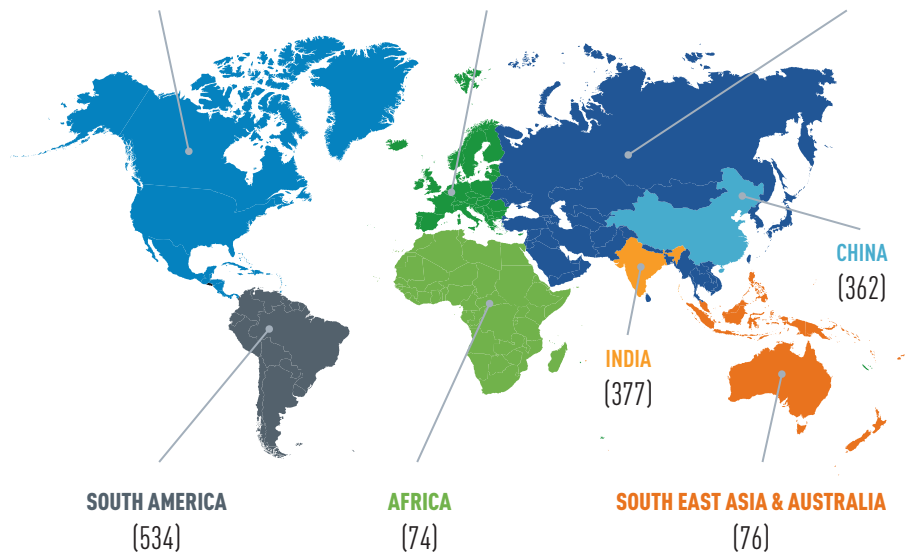 CHINA
(362)
INDIA
(377)
SOUTH AMERICA
(534)
AFRICA
(74)
SOUTH EAST ASIA & AUSTRALIA
(76)